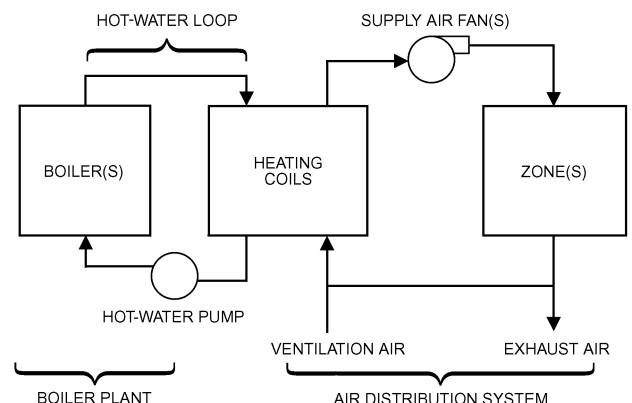 HOT-WATER LOOP
SUPPLY AIR FAN(S)
BOILER(S)
HEATING
COILS
ZONE(S)
HOT-WATER PUMP
VENTILATION AIR
EXHAUST AIR
BOILER PLANT
AIR DISTRIBUTION SYSTEM